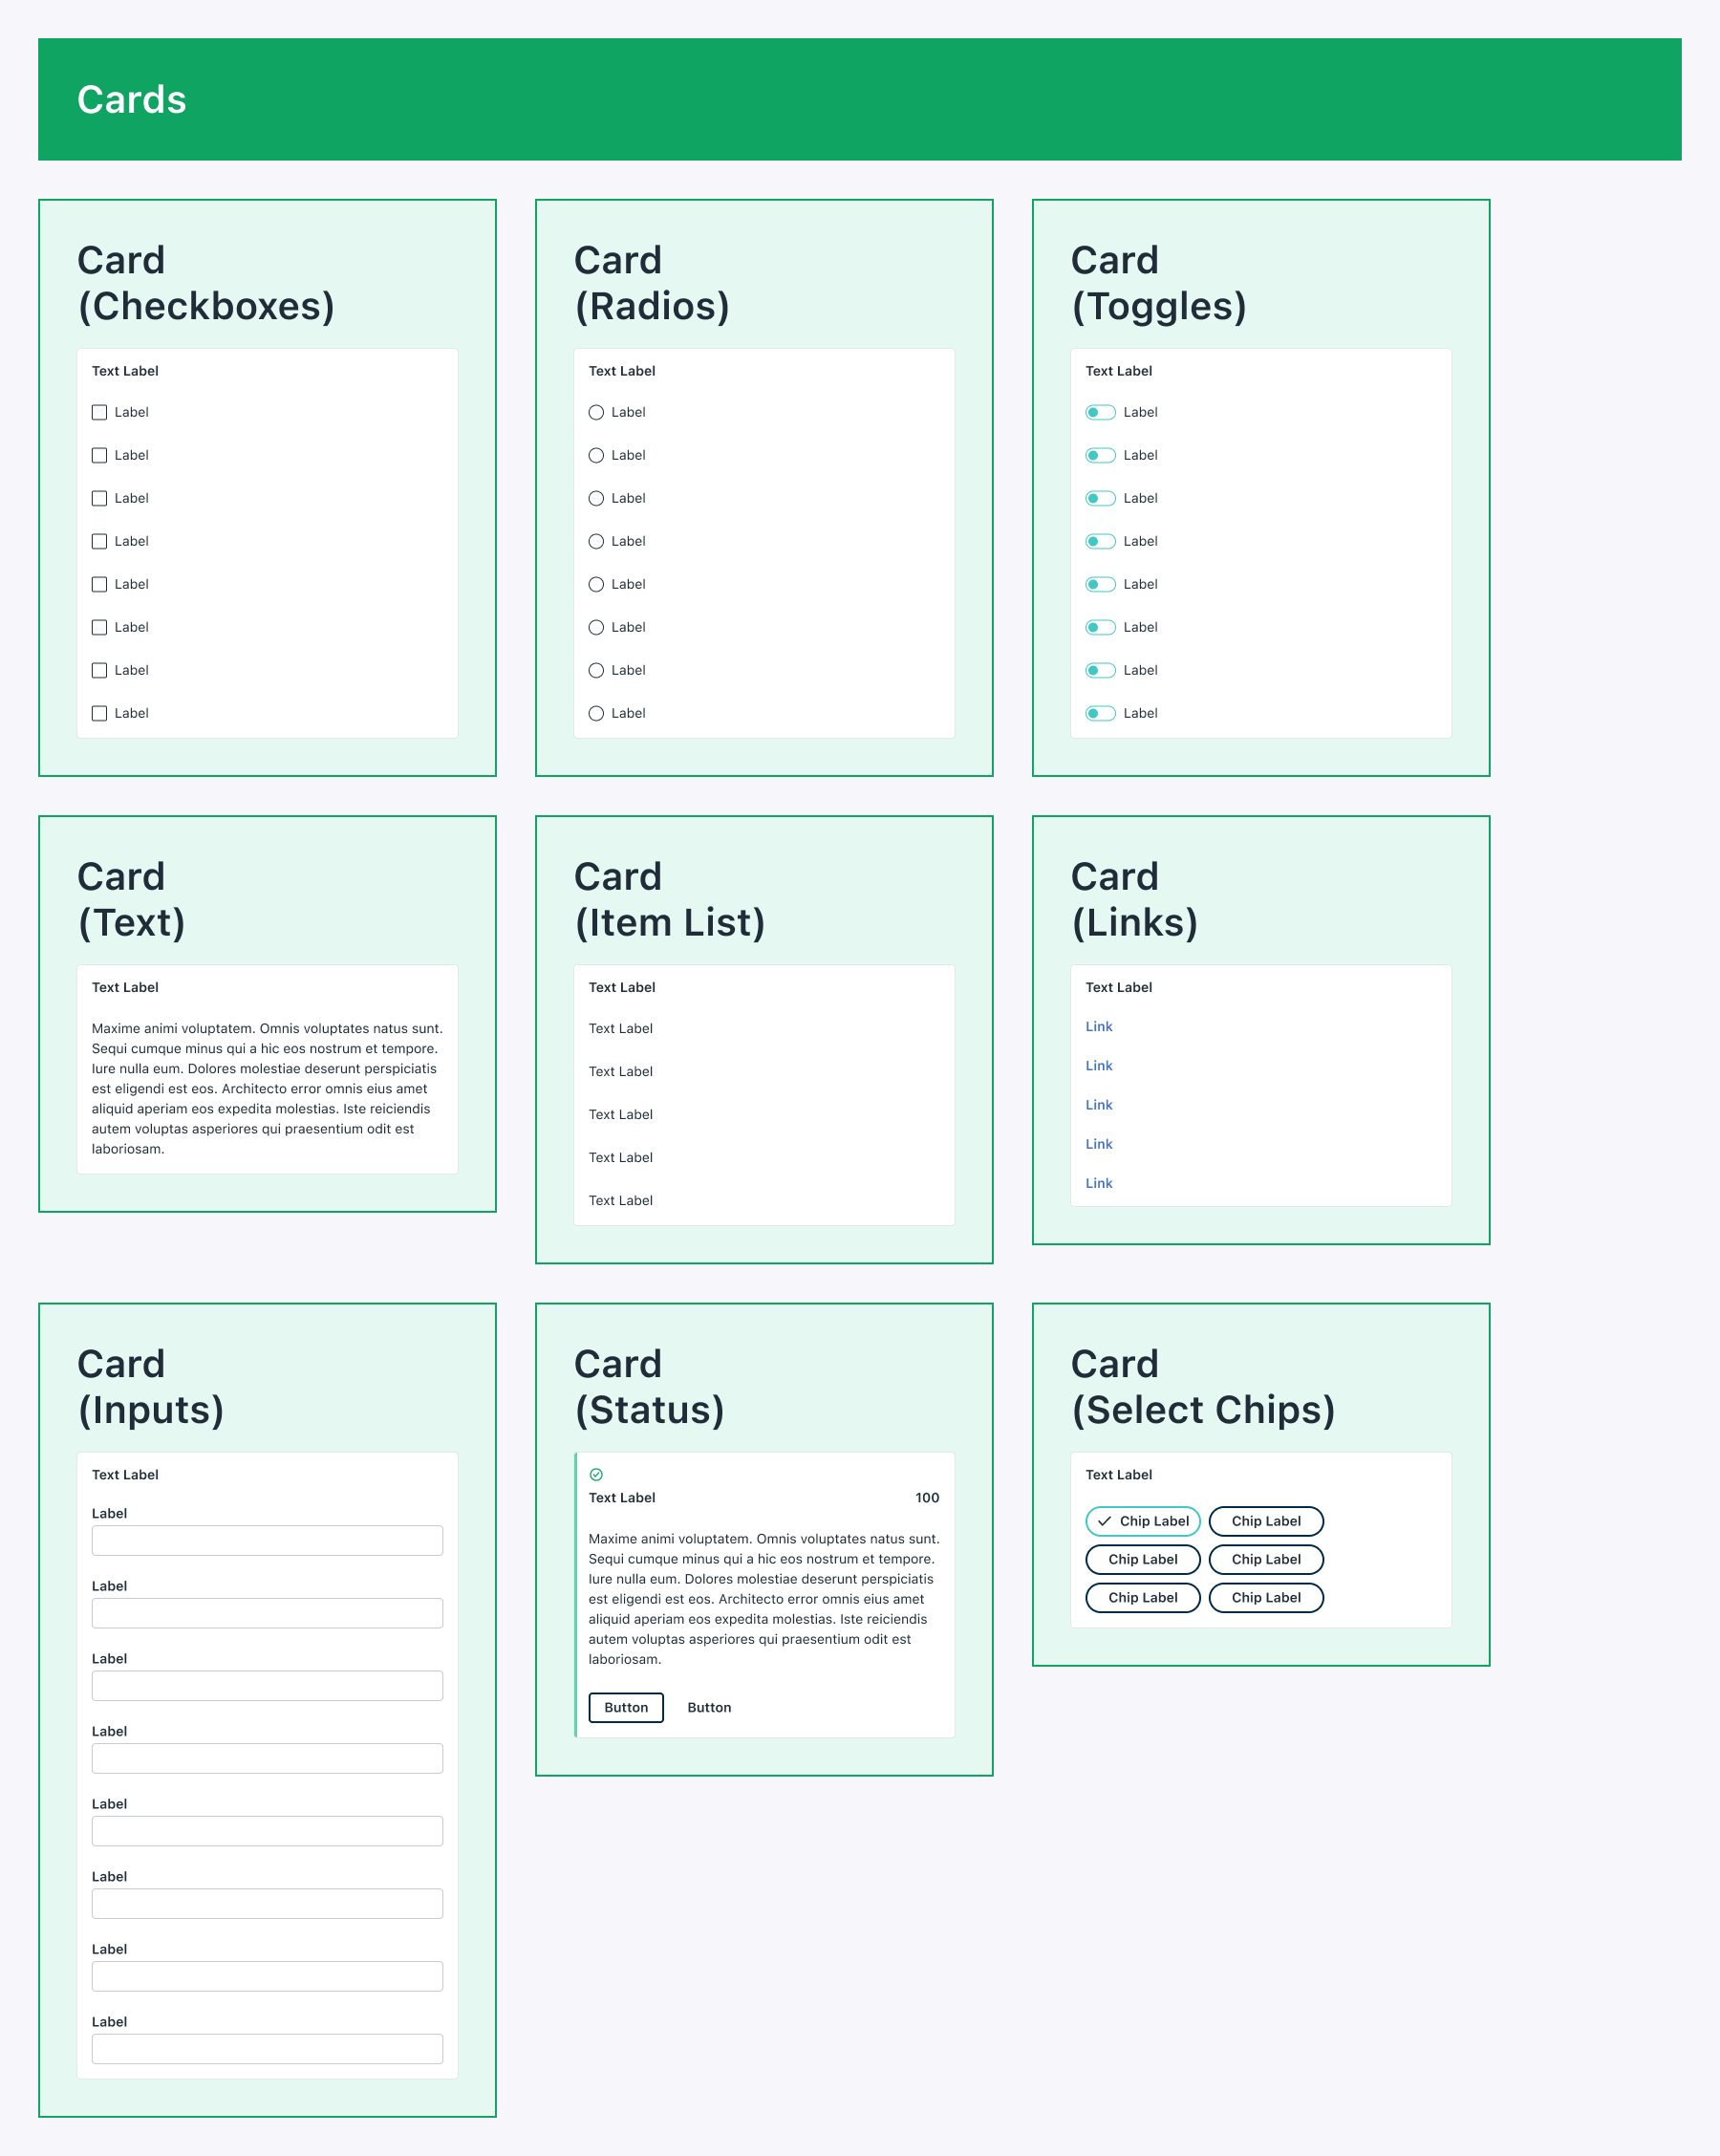 Cards
Card
(Checkboxes)
Text Label
Label
Label
Label
Label
Label
Label
Label
Label
Card
(Radios)
Text Label
Label
Label
Label
Label
Label
Label
Label
Label
Card
(Toggles)
Text Label
Label
Label
Label
Label
Label
Label
Label
Label
Card
(Text)
Text Label
Maxime animi voluptatem. Omnis voluptates natus sunt.
Sequi cumque minus qui a hic eos nostrum et tempore.
Iure nulla eum. Dolores molestiae deserunt perspiciatis
est eligendi est eos. Architecto error omnis eius amet
aliquid aperiam eos expedita molestias. Iste reiciendis
autem voluptas asperiores qui praesentium odit est
laboriosam.
Card
(Item List)
Text Label
Text Label
Text Label
Text Label
Text Label
Text Label
Card
(Links)
Text Label
Link
Link
Link
Link
Link
Card
(Inputs)
Text Label
Label
Label
Label
Label
Label
Label
Label
Label
Card
(Status)
Text Label 100
Maxime animi voluptatem. Omnis voluptates natus sunt.
Sequi cumque minus qui a hic eos nostrum et tempore.
Iure nulla eum. Dolores molestiae deserunt perspiciatis
est eligendi est eos. Architecto error omnis eius amet
aliquid aperiam eos expedita molestias. Iste reiciendis
autem voluptas asperiores qui praesentium odit est
laboriosam.
Button Button
Card
(Select Chips)
Text Label
Chip Label Chip Label
Chip Label Chip Label
Chip Label Chip Label